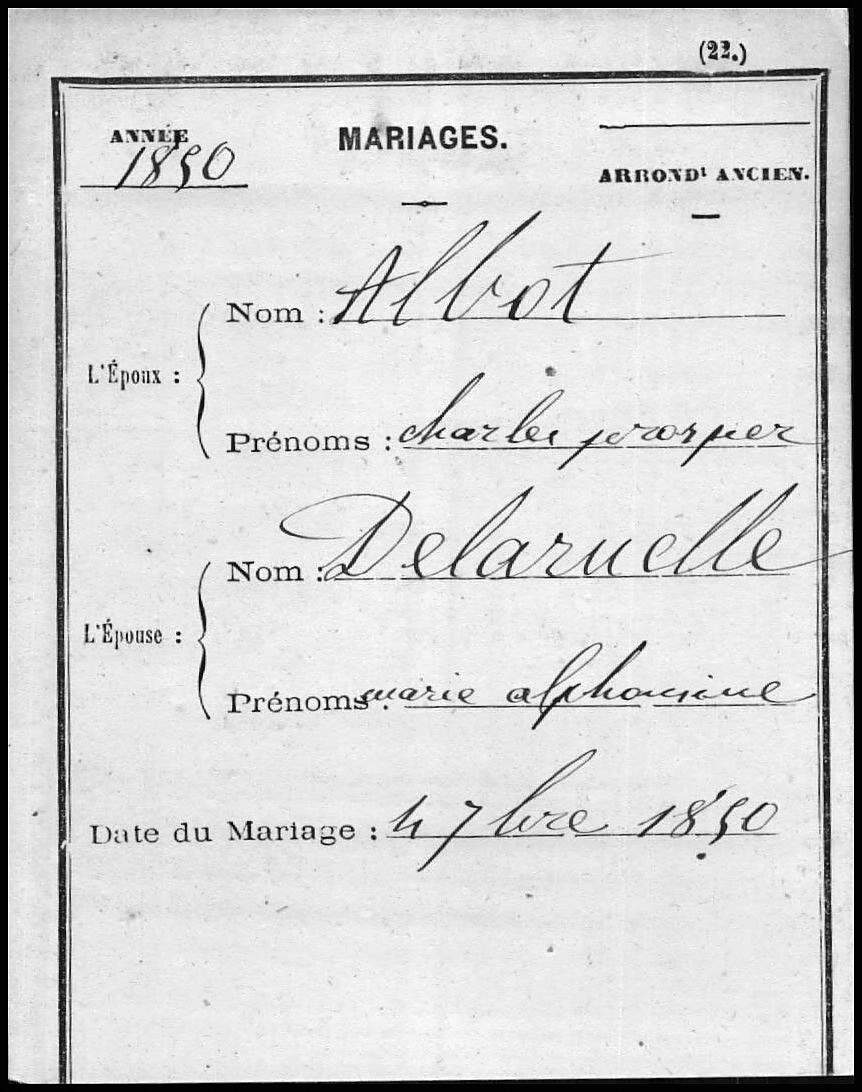 (22.)
ANNÉE MARIAGES.
1850
ARRONDt ANCIEN.
L'Époux :
Nom : Albot
Prénoms : charles prosper
L'Épouse :
Nom : Delaruelle
Prénoms : marie alphonsine
Date du Mariage : 4 7bre 1850